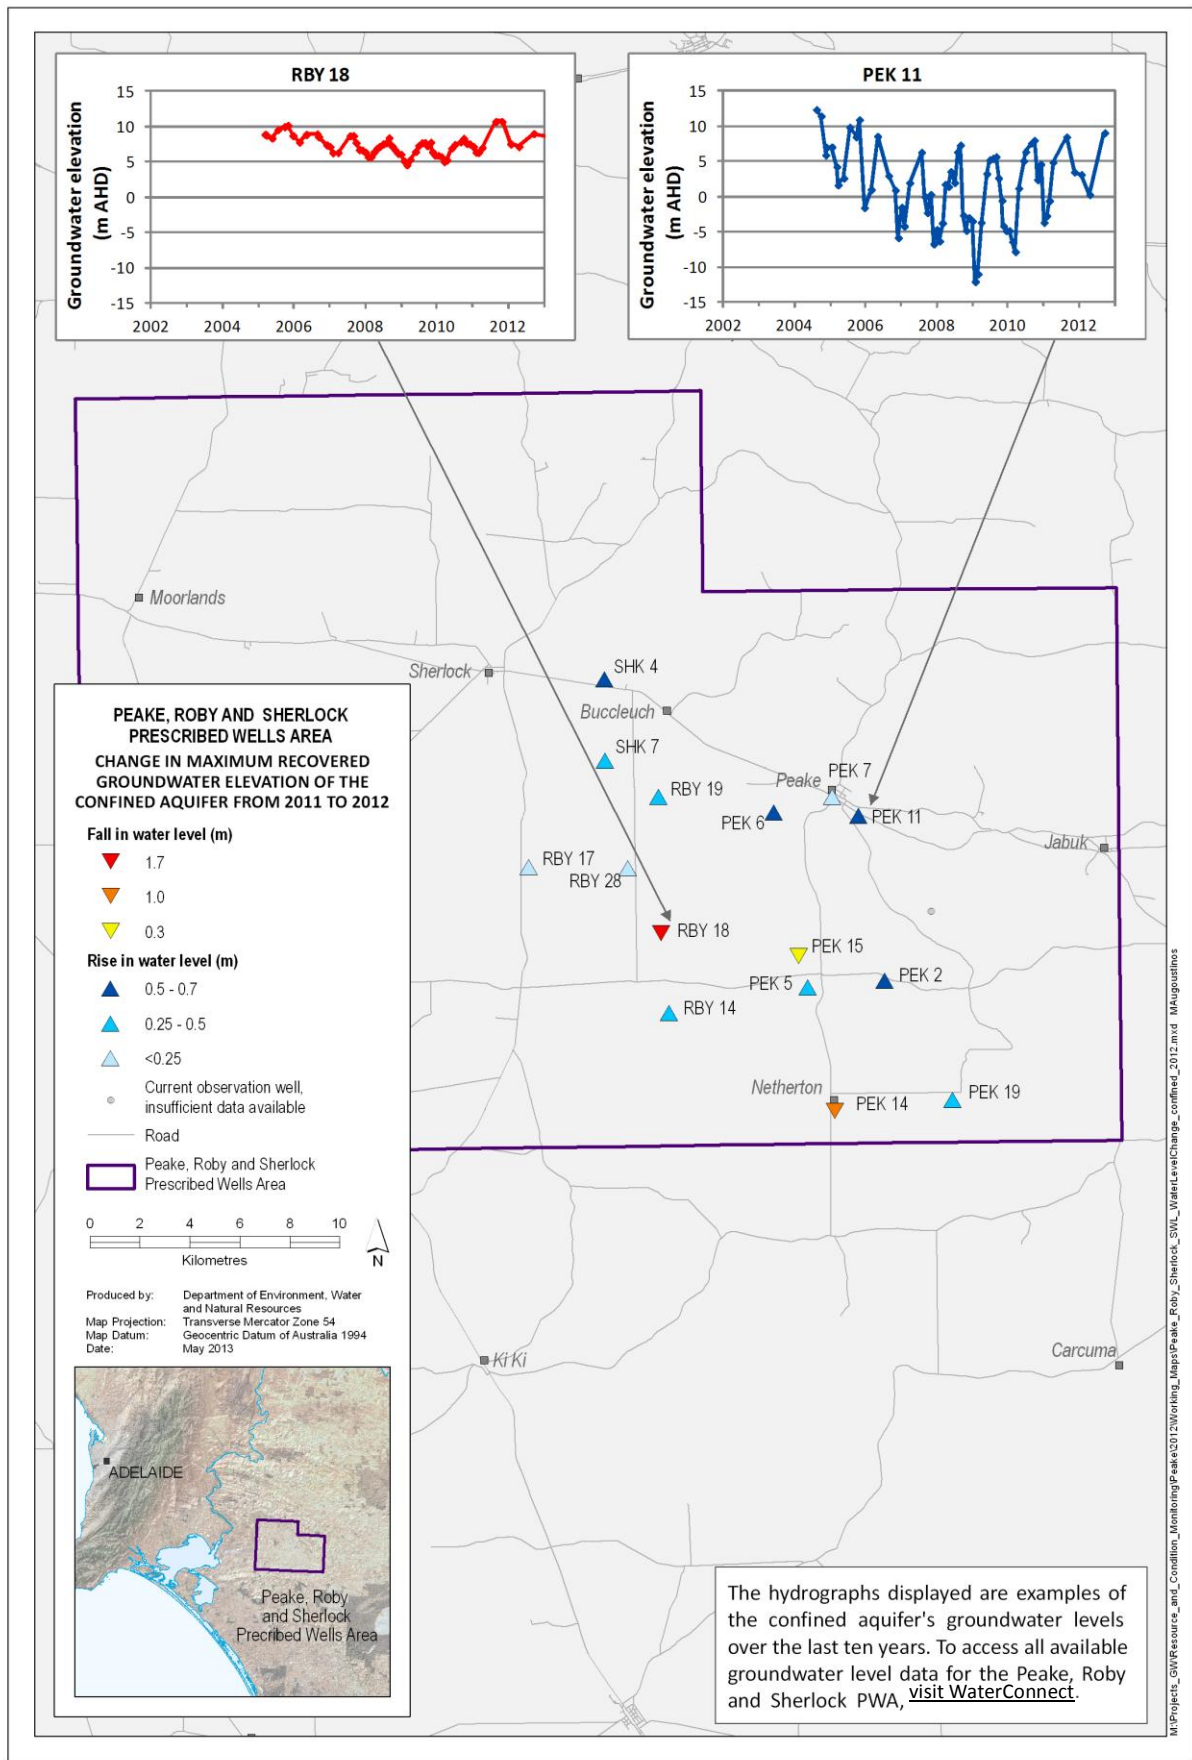 RBY 18
Groundwater elevation
(m AHD)
15
10
5
0
-5
-10
-15
2002 2004 2006 2008 2010 2012
PEK 11
Groundwater elevation
(m AHD)
15
10
5
0
-5
-10
-15
2002 2004 2006 2008 2010 2012
Moorlands
Sherlock
SHK 4
Buccleuch
SHK 7
RBY 19
Peake
PEK 7
PEK 6
PEK 11
Jabuk
RBY 17
RBY 28
RBY 18
PEK 15
PEK 5
PEK 2
RBY 14
Netherton
PEK 14
PEK 19
Ki Ki
Carcuma
PEAKE, ROBY AND SHERLOCK
PRESCRIBED WELLS AREA
CHANGE IN MAXIMUM RECOVERED
GROUNDWATER ELEVATION OF THE
CONFINED AQUIFER FROM 2011 TO 2012
Fall in water level (m)
1.7
1.0
0.3
Rise in water level (m)
0.5 - 0.7
0.25 - 0.5
<0.25
Current observation well,
insufficient data available
Road
Peake, Roby and Sherlock
Prescribed Wells Area
0 2 4 6 8 10
Kilometres
N
Produced by: Department of Environment, Water
and Natural Resources
Map Projection: Transverse Mercator Zone 54
Map Datum: Geocentric Datum of Australia 1994
Date: May 2013
ADELAIDE
Peake, Roby
and Sherlock
Precribed Wells Area
The hydrographs displayed are examples of
the confined aquifer's groundwater levels
over the last ten years. To access all available
groundwater level data for the Peake, Roby
and Sherlock PWA, visit WaterConnect.
M:\Projects_GW\Resource_and_Condition_Monitoring\Peake\2012\Working_Maps\Peake_Roby_Sherlock_SWL_WaterLevelChange_confined_2012.mxd MAugoustinos